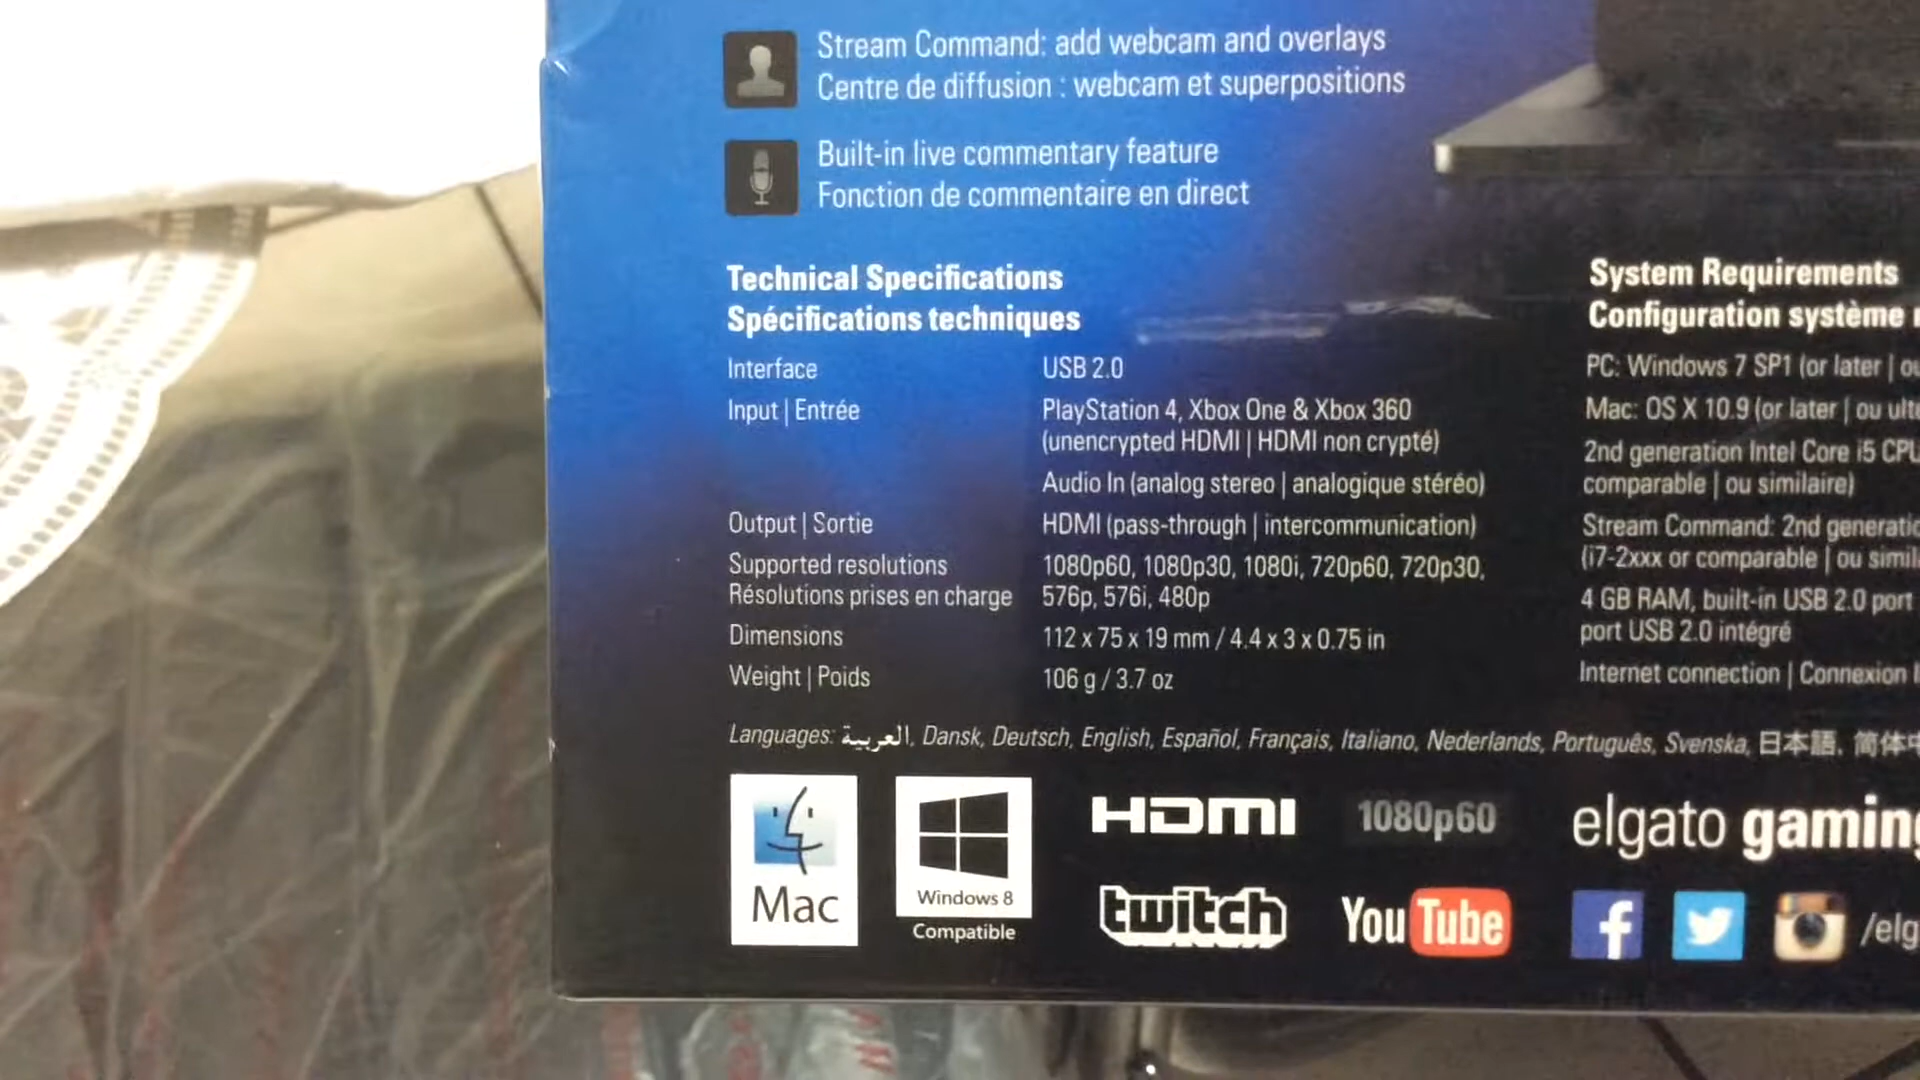 Stream Command: add webcam and overlays
Centre de diffusion : webcam et superpositions
Built-in live commentary feature
Fonction de commentaire en direct
Technical Specifications
Spécifications techniques
Interface USB 2.0
Input | Entrée PlayStation 4, Xbox One & Xbox 360
(unencrypted HDMI | HDMI non crypté)
Audio In (analog stereo | analogique stéréo)
Output | Sortie HDMI (pass-through | intercommunication)
Supported resolutions 1080p60, 1080p30, 1080i, 720p60, 720p30,
Résolutions prises en charge 576p, 576i, 480p
Dimensions 112 x 75 x 19 mm / 4.4 x 3 x 0.75 in
Weight | Poids 106 g / 3.7 oz
System Requirements
Configuration système
PC: Windows 7 SP1 (or later |
Mac: OS X 10.9 (or later | ou
2nd generation Intel Core i5 CPU
comparable | ou similaire)
Stream Command: 2nd
(i7-2xxx or comparable | ou
4 GB RAM, built-in USB 2.0 port
port USB 2.0 intégré
Internet connection | Connexion
Languages: العربية, Dansk, Deutsch, English, Español, Français, Italiano, Nederlands, Português, Svenska, 日本語, 简体
Mac
Windows 8
Compatible
HDMI
1080p60
elgato gaming
twitch
YouTube
f
/elg